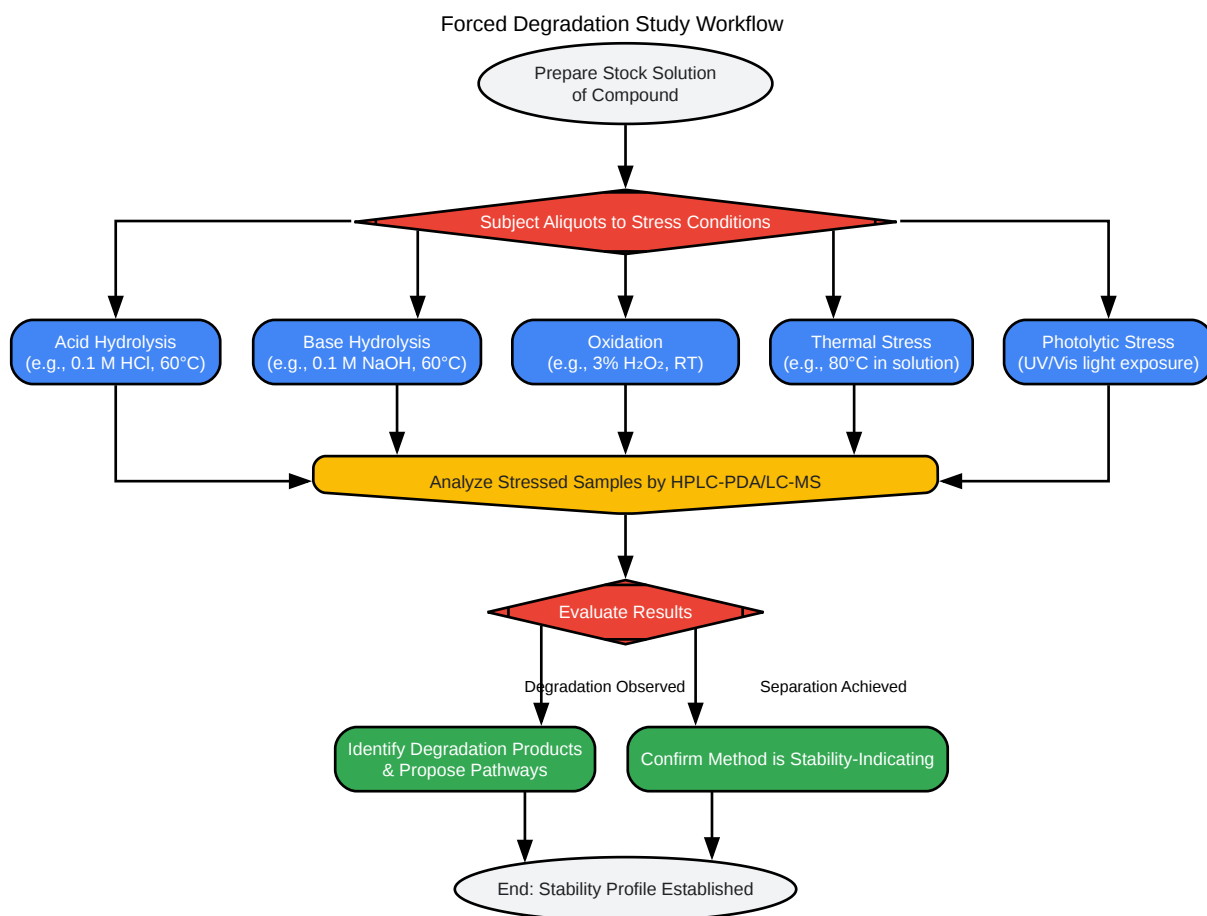 Forced Degradation Study Workflow
Prepare Stock Solution
of Compound
Subject Aliquots to Stress Conditions
Acid Hydrolysis
(e.g., 0.1 M HCl, 60°C)
Base Hydrolysis
(e.g., 0.1 M NaOH, 60°C)
Oxidation
(e.g., 3% H₂O₂, RT)
Thermal Stress
(e.g., 80°C in solution)
Photolytic Stress
(UV/Vis light exposure)
Analyze Stressed Samples by HPLC-PDA/LC-MS
Evaluate Results
Degradation Observed
Separation Achieved
Identify Degradation Products
& Propose Pathways
Confirm Method is Stability-Indicating
End: Stability Profile Established